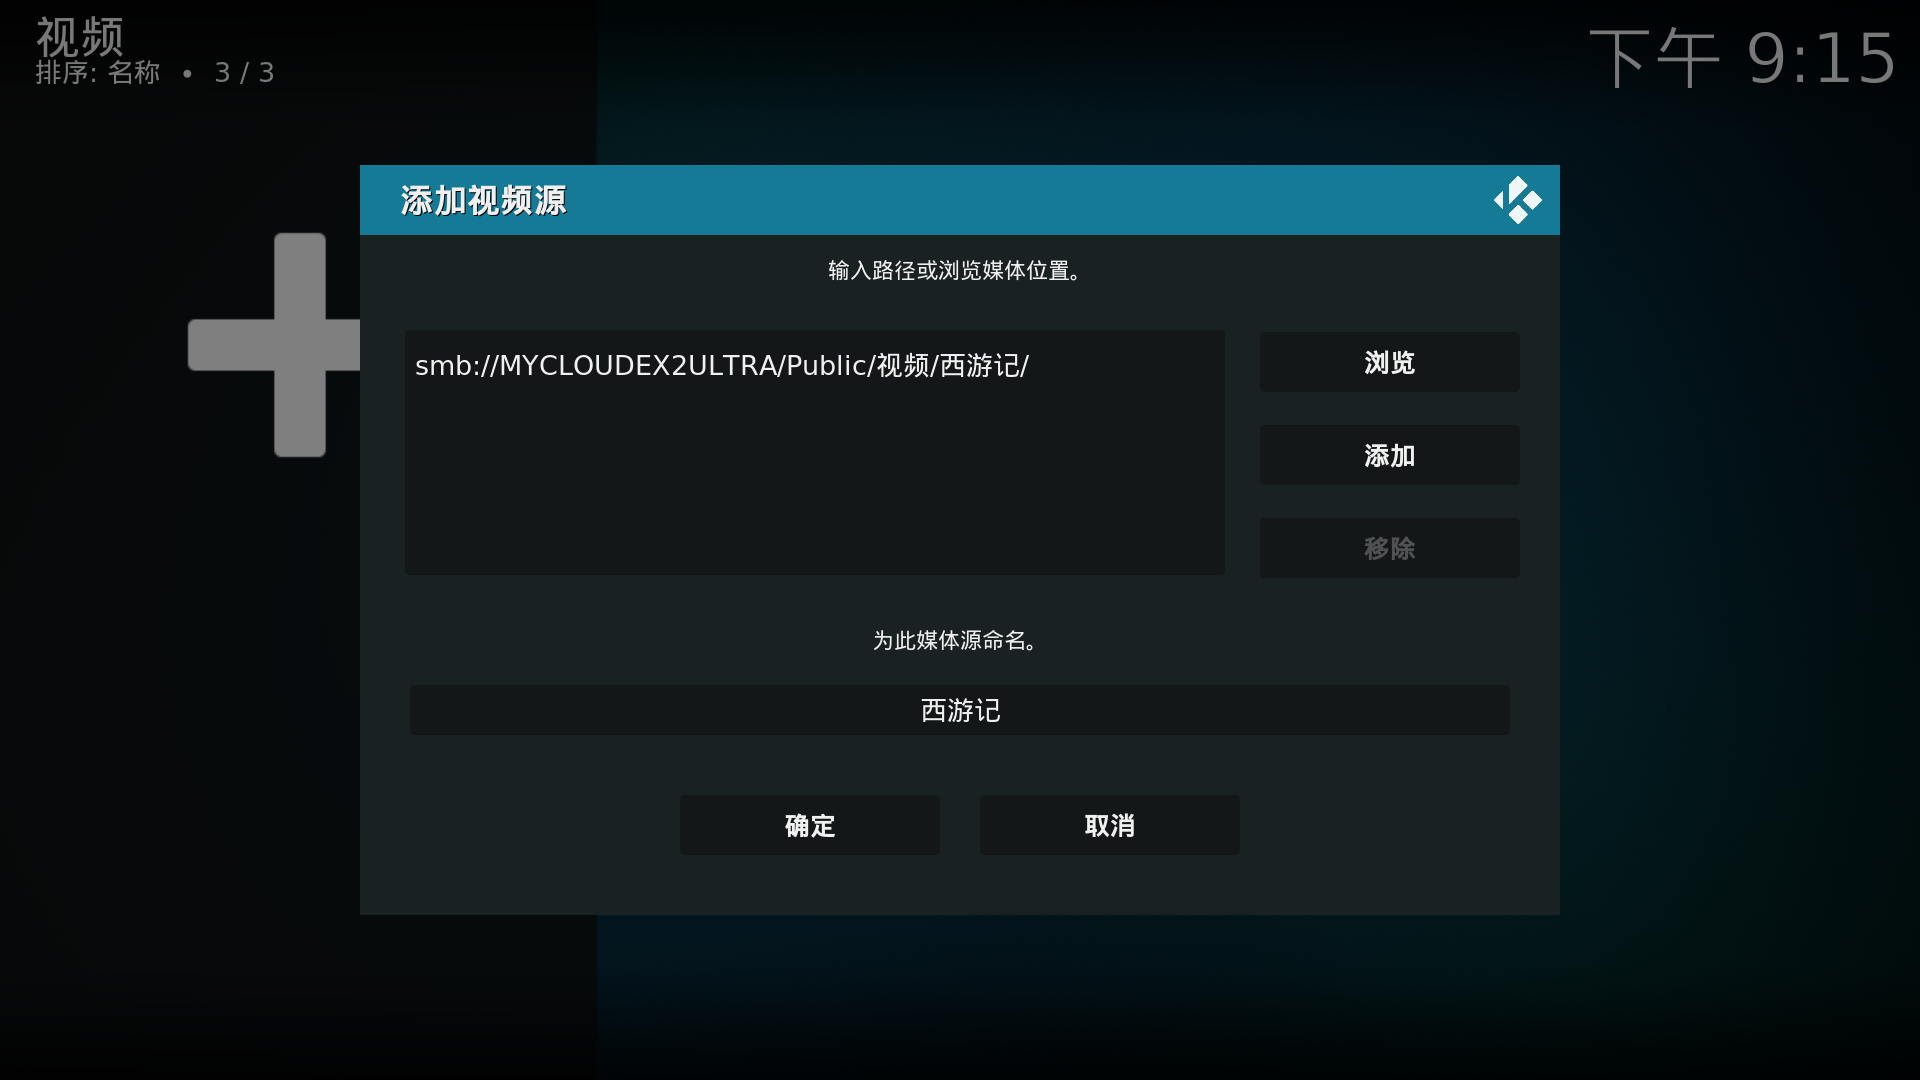 视频
排序: 名称 • 3 / 3
下午 9:15
添加视频源
输入路径或浏览媒体位置。
smb://MYCLOUDEX2ULTRA/Public/视频/西游记/
浏览
添加
移除
为此媒体源命名。
西游记
确定
取消